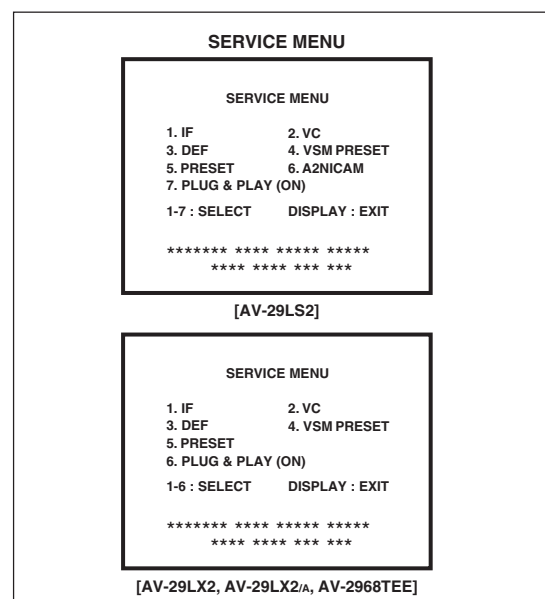 SERVICE MENU
SERVICE MENU
1. IF 2. VC
3. DEF 4. VSM PRESET
5. PRESET 6. A2NICAM
7. PLUG & PLAY (ON)
1-7 : SELECT DISPLAY : EXIT
******* **** ***** *****
**** **** *** ***
[AV-29LS2]
SERVICE MENU
1. IF 2. VC
3. DEF 4. VSM PRESET
5. PRESET
6. PLUG & PLAY (ON)
1-6 : SELECT DISPLAY : EXIT
******* **** ***** *****
**** **** *** ***
[AV-29LX2, AV-29LX2/A, AV-2968TEE]